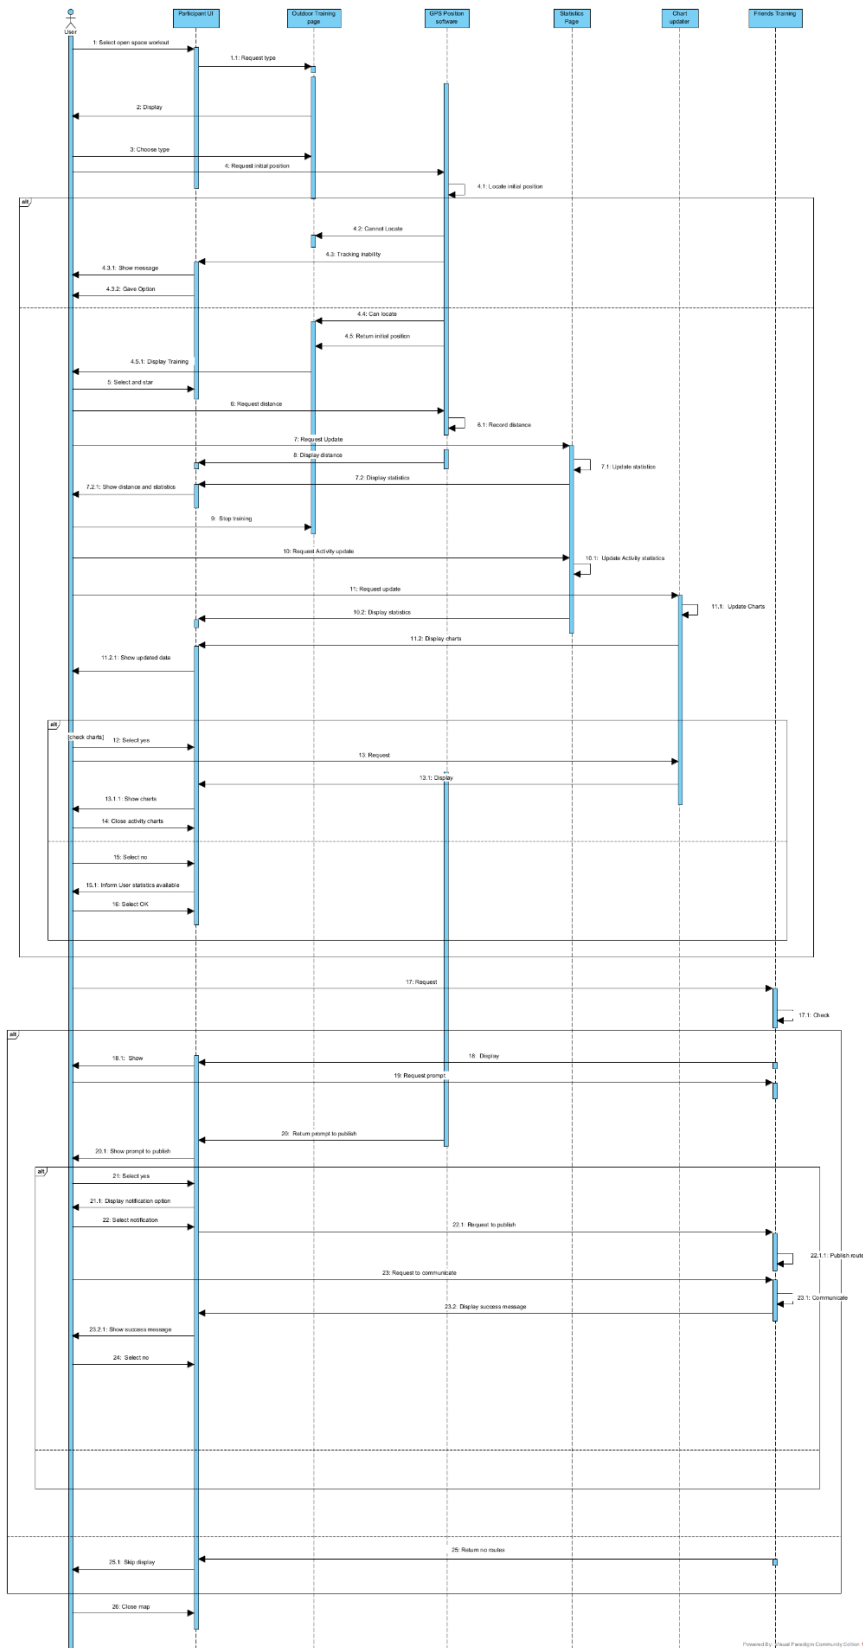 User
Participant UI
Outdoor Training
page
GPS Position
software
Statistics
Page
Chart
updater
Friends Training
1: Select open space workout
1.1: Request type
2: Display
3: Choose type
4: Request initial position
4.1: Locate initial position
alt
4.2: Cannot Locate
4.3: Tracking Inability
4.3.1: Show message
4.3.2: Gave Option
4.4: Can locate
4.5: Return initial position
4.5.1: Display Training
5: Select and star
6: Request distance
6.1: Record distance
7: Request Update
8: Display distance
7.1: Update statistics
7.2: Display statistics
7.2.1: Show distance and statistics
9: Stop training
10: Request Activity update
10.1: Update Activity statistics
11: Request update
11.1: Update Charts
10.2: Display statistics
11.2: Display charts
11.2.1: Show updated data
alt
[check charts]
12: Select yes
13: Request
13.1: Display
13.1.1: Show charts
14: Close activity charts
15: Select no
15.1: Inform User statistics available
16: Select OK
17: Request
17.1: Check
alt
18: Display
18.1: Show
19: Request prompt
20: Return prompt to publish
20.1: Show prompt to publish
alt
21: Select yes
21.1: Display notification option
22: Select notification
22.1: Request to publish
22.1.1: Publish route
23: Request to communicate
23.1: Communicate
23.2: Display success message
23.2.1: Show success message
24: Select no
25: Return no routes
25.1: Skip display
26: Close map
Powered By: Visual Paradigm Community Edition